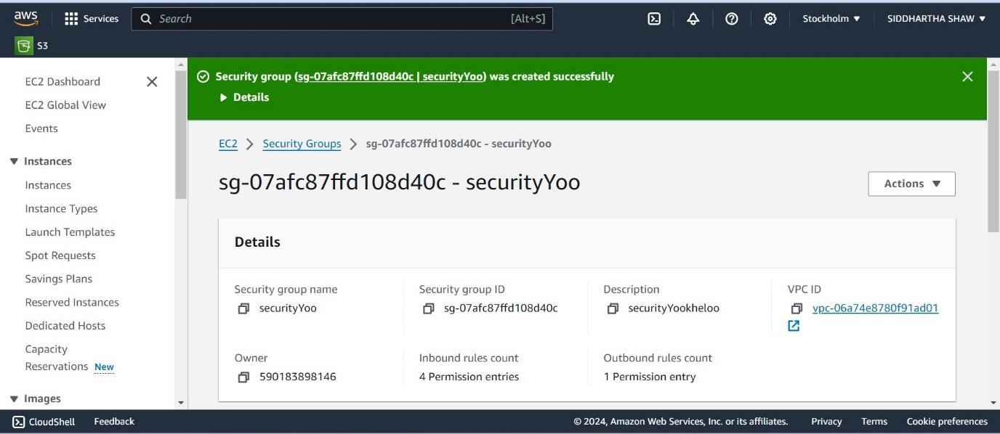 aws
Services
Search
[Alt+S]
Stockholm
SIDDHARTHA SHAW
S3
EC2 Dashboard
EC2 Global View
Events
Instances
Instances
Instance Types
Launch Templates
Spot Requests
Savings Plans
Reserved Instances
Dedicated Hosts
Capacity
Reservations New
Images
Security group (sg-07afc87ffd108d40c | securityYoo) was created successfully
Details
EC2 > Security Groups > sg-07afc87ffd108d40c - securityYoo
sg-07afc87ffd108d40c - securityYoo
Actions
Details
Security group name
securityYoo
Security group ID
sg-07afc87ffd108d40c
Description
securityYookheloo
VPC ID
vpc-06a74e8780f91ad01
Owner
590183898146
Inbound rules count
4 Permission entries
Outbound rules count
1 Permission entry
CloudShell
Feedback
© 2024, Amazon Web Services, Inc. or its affiliates.
Privacy
Terms
Cookie preferences